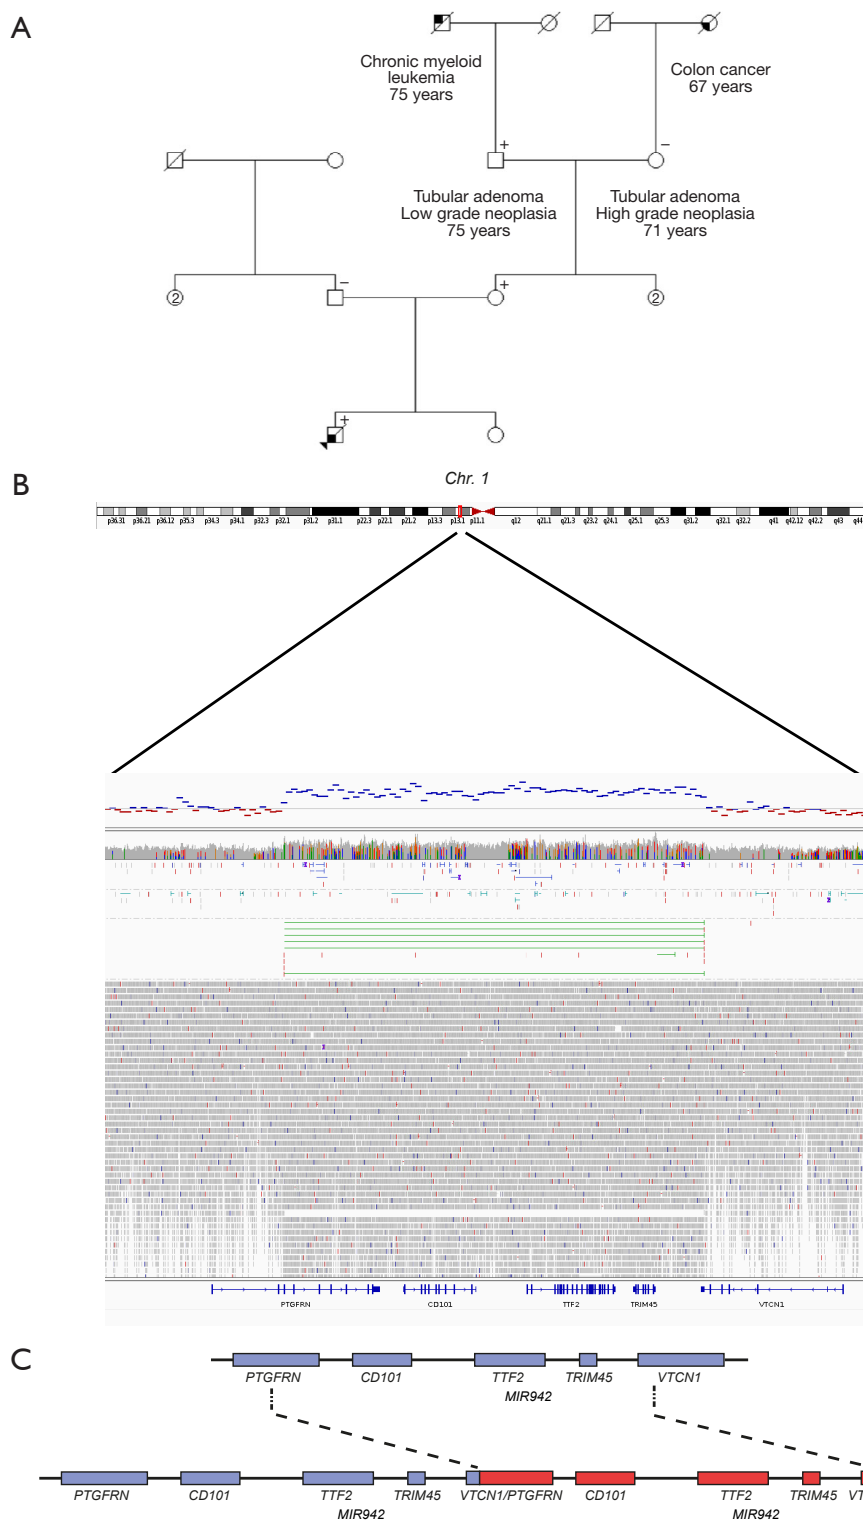 A
Chronic myeloid
leukemia
75 years
Colon cancer
67 years
+
−
Tubular adenoma
Low grade neoplasia
75 years
Tubular adenoma
High grade neoplasia
71 years
2
−
+
2
+
B
Chr. 1
p36.31 p36.21 p36.12 p35.3 p34.3 p34.1 p32.3 p32.1 p31.2 p31.1 p22.3 p22.1 p21.2 p13.3 p13.1 p11.1 q12 q21.1 q21.3 q23.2 q24.1 q25.1 q25.3 q31.2 q32.1 q32.2 q41 q42.12 q42.2 q43 q44
PTGFRN CD101 TTF2 TRIM45 VTCN1
C
PTGFRN CD101 TTF2 TRIM45 VTCN1
MIR942
PTGFRN CD101 TTF2 TRIM45 VTCN1/PTGFRN CD101 TTF2 TRIM45 VT
MIR942 MIR942